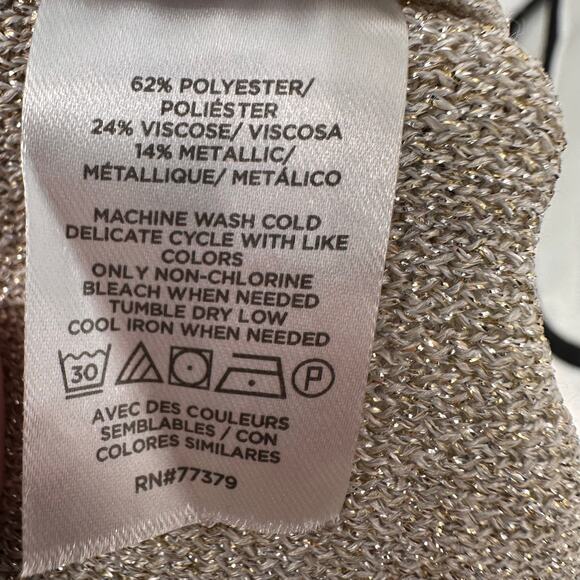 62% POLYESTER/
POLIÉSTER
24% VISCOSE/ VISCOSA
14% METALLIC/
MÉTALLIQUE/ METÁLICO
MACHINE WASH COLD
DELICATE CYCLE WITH LIKE
COLORS
ONLY NON-CHLORINE
BLEACH WHEN NEEDED
TUMBLE DRY LOW
COOL IRON WHEN NEEDED
30 P
AVEC DES COULEURS
SEMBLABLES / CON
COLORES SIMILARES
RN#77379